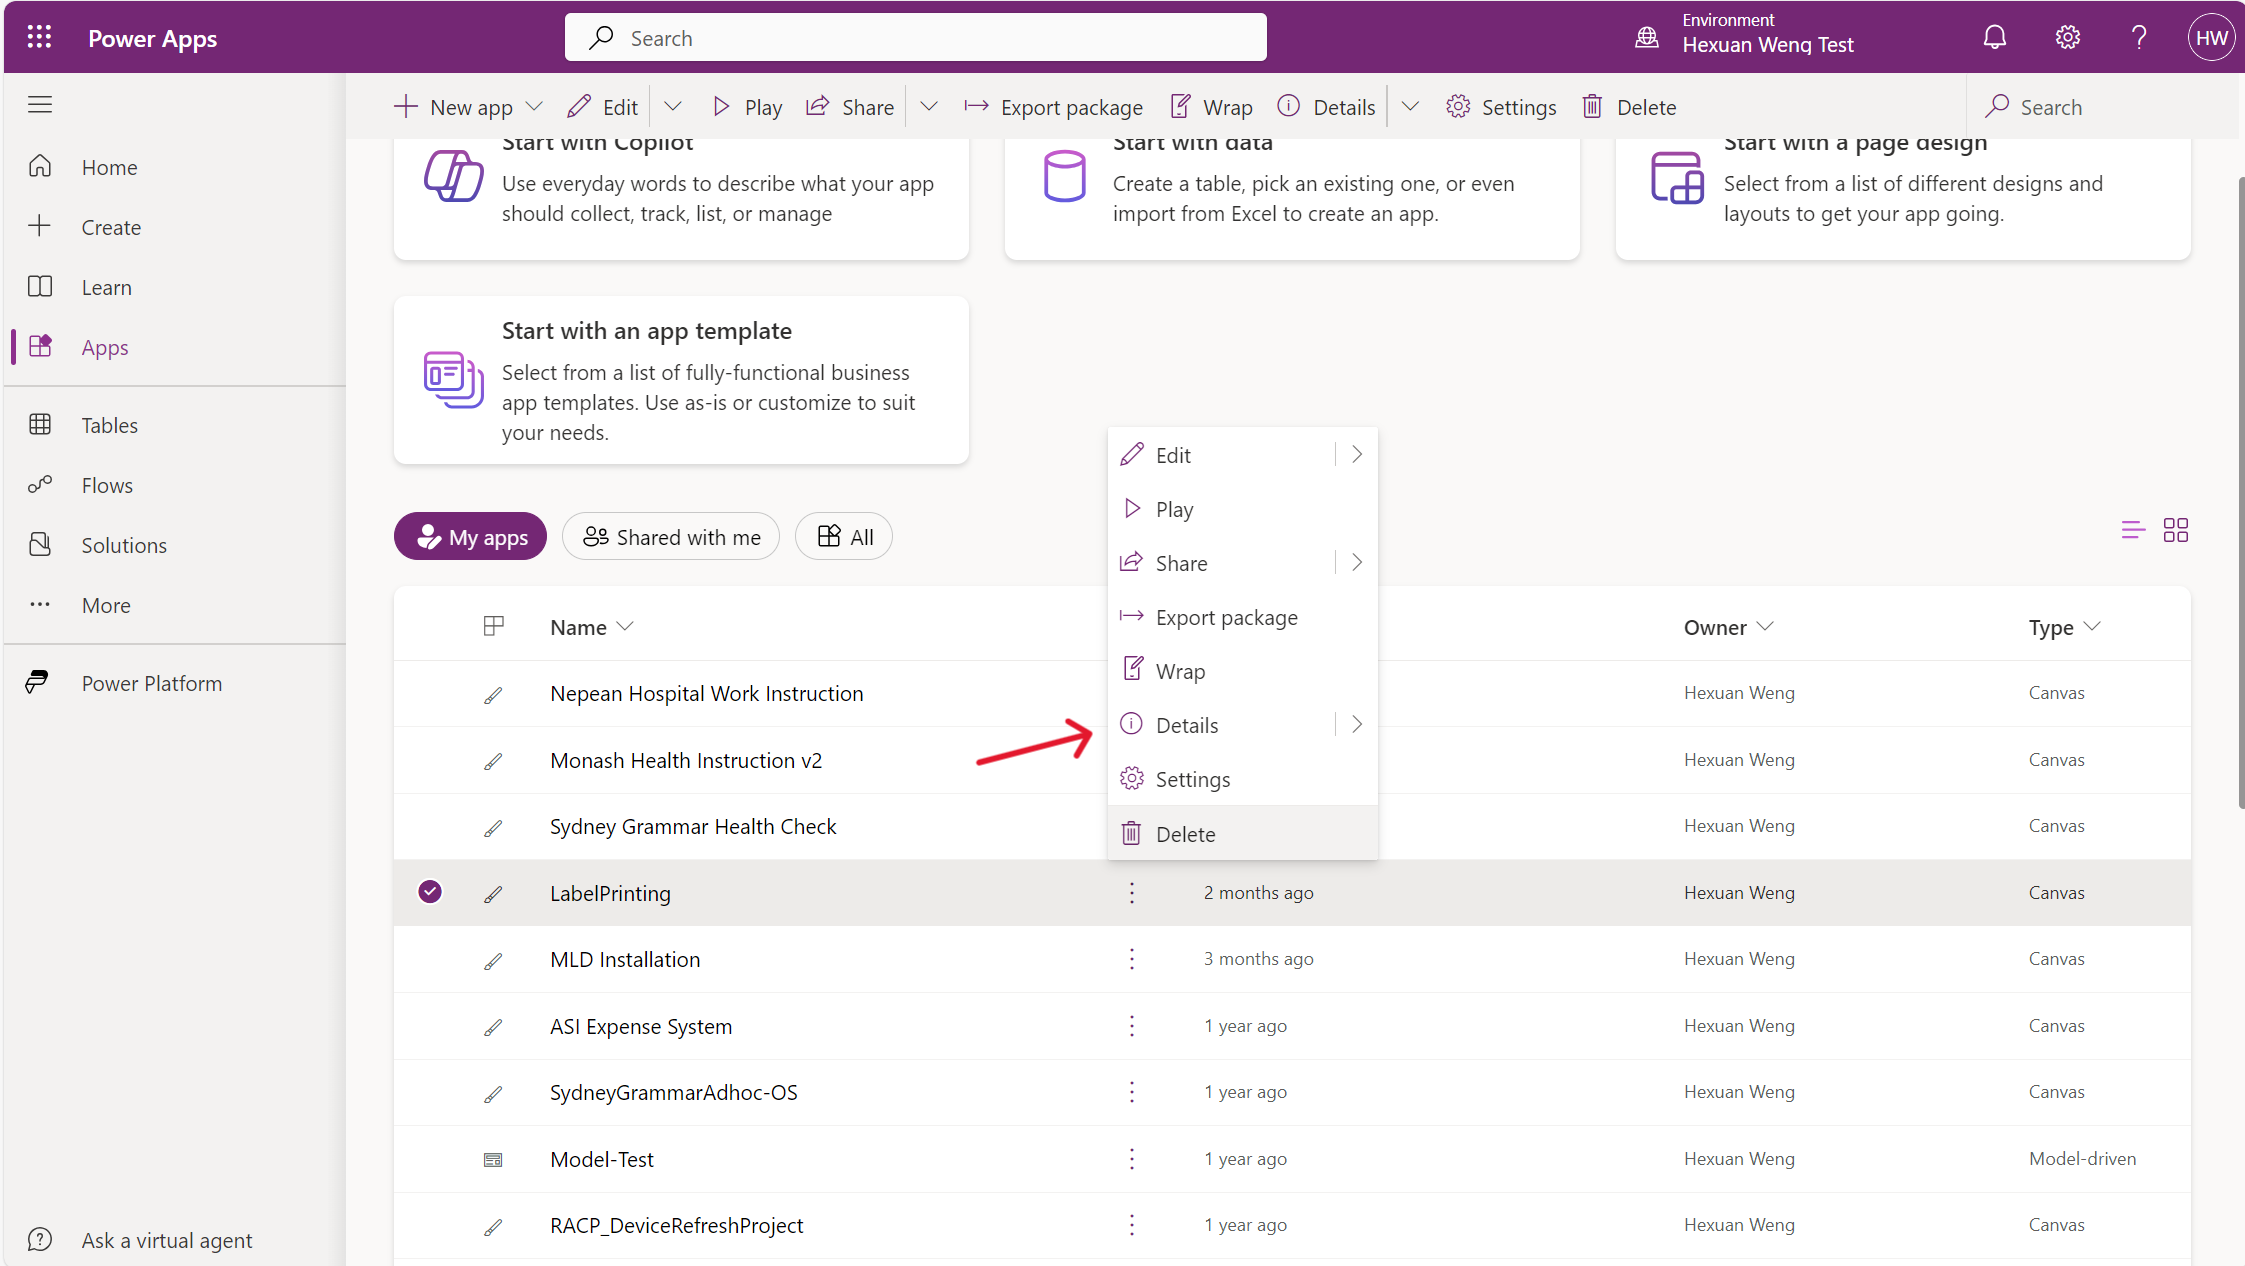 Power Apps
Search
Environment
Hexuan Weng Test
HW
New app
Edit
Play
Share
Export package
Wrap
Details
Settings
Delete
Search
Home
Create
Learn
Apps
Tables
Flows
Solutions
More
Power Platform
Ask a virtual agent
Start with Copilot
Use everyday words to describe what your app
should collect, track, list, or manage
Start with data
Create a table, pick an existing one, or even
import from Excel to create an app.
Start with a page design
Select from a list of different designs and
layouts to get your app going.
Start with an app template
Select from a list of fully-functional business
app templates. Use as-is or customize to suit
your needs.
My apps
Shared with me
All
Edit
Play
Share
Export package
Wrap
Details
Settings
Delete
Name Owner Type
Nepean Hospital Work Instruction Hexuan Weng Canvas
Monash Health Instruction v2 Hexuan Weng Canvas
Sydney Grammar Health Check Hexuan Weng Canvas
LabelPrinting 2 months ago Hexuan Weng Canvas
MLD Installation 3 months ago Hexuan Weng Canvas
ASI Expense System 1 year ago Hexuan Weng Canvas
SydneyGrammarAdhoc-OS 1 year ago Hexuan Weng Canvas
Model-Test 1 year ago Hexuan Weng Model-driven
RACP_DeviceRefreshProject 1 year ago Hexuan Weng Canvas